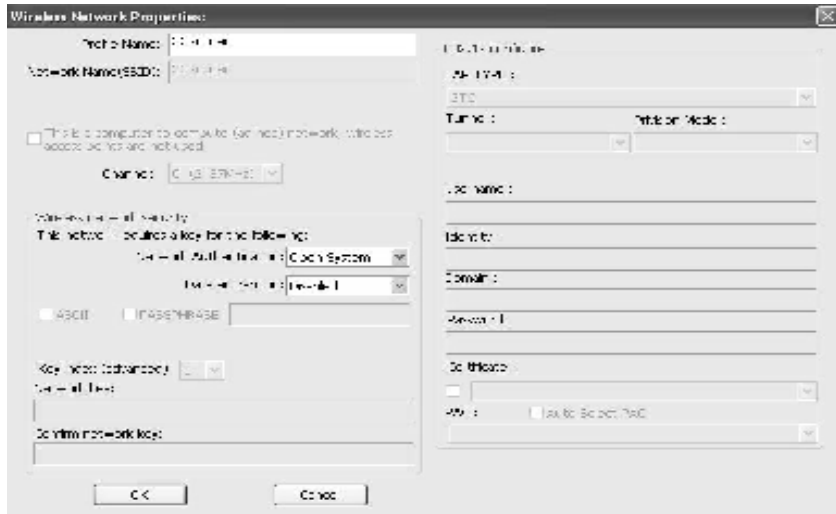 Wireless Network Properties:
Profile Name:
Network Name(SSID):
This is a computer to computer (ad hoc) network; wireless
access points are not used.
Channel:
Wireless network security
This network requires a key for the following:
Network Authentication: Open System
Data encryption: Disabled
ASCII PASSPHRASE
Key index (advanced):
Network key:
Confirm network key:
OK Cancel
802.1x configure
EAP TYPE :
GTC
Tunnel : Provision Mode :
Username :
Identity :
Domain :
Password :
Certificate :
PAC : Auto Select PAC